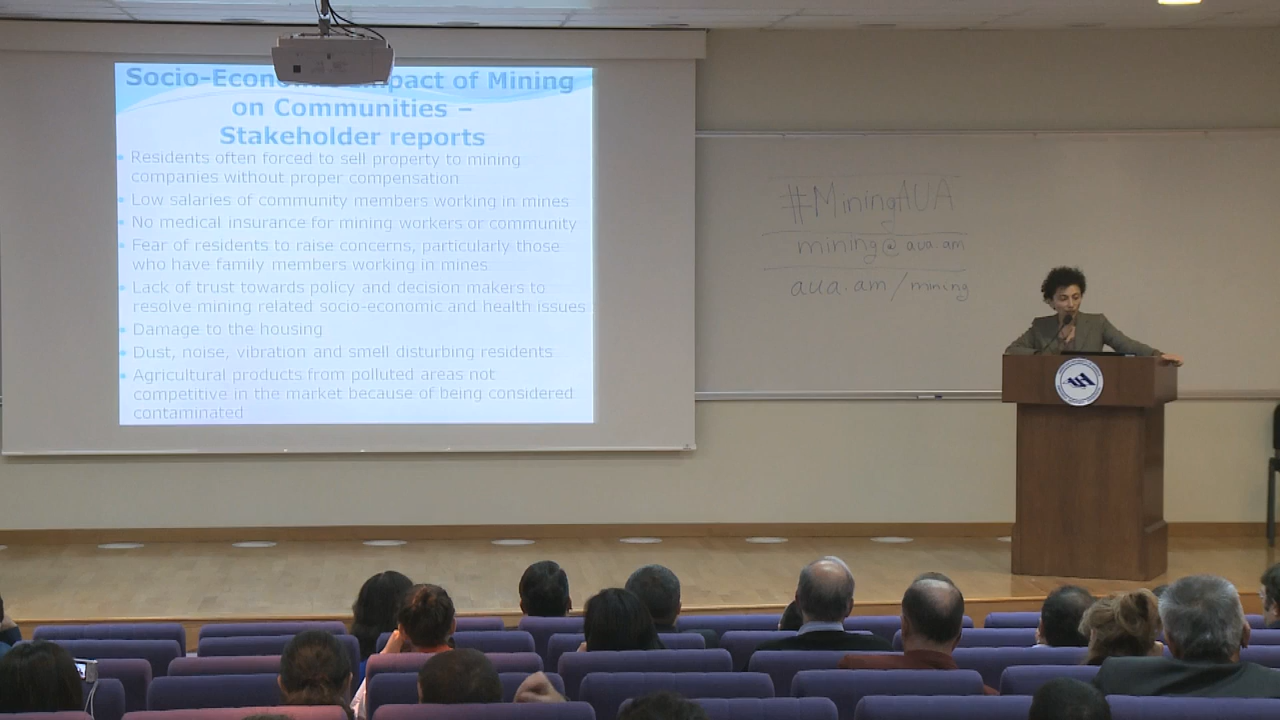 Socio-Econ mpact of Mining
on Communities –
Stakeholder reports
Residents often forced to sell property to mining
companies without proper compensation
Low salaries of community members working in mines
No medical insurance for mining workers or community
Fear of residents to raise concerns, particularly those
who have family members working in mines
Lack of trust towards policy and decision makers to
resolve mining related socio-economic and health issues
Damage to the housing
Dust, noise, vibration and smell disturbing residents
Agricultural products from polluted areas not
competitive in the market because of being considered
contaminated
#MiningAUA
mining@aua.am
aua.am/mining